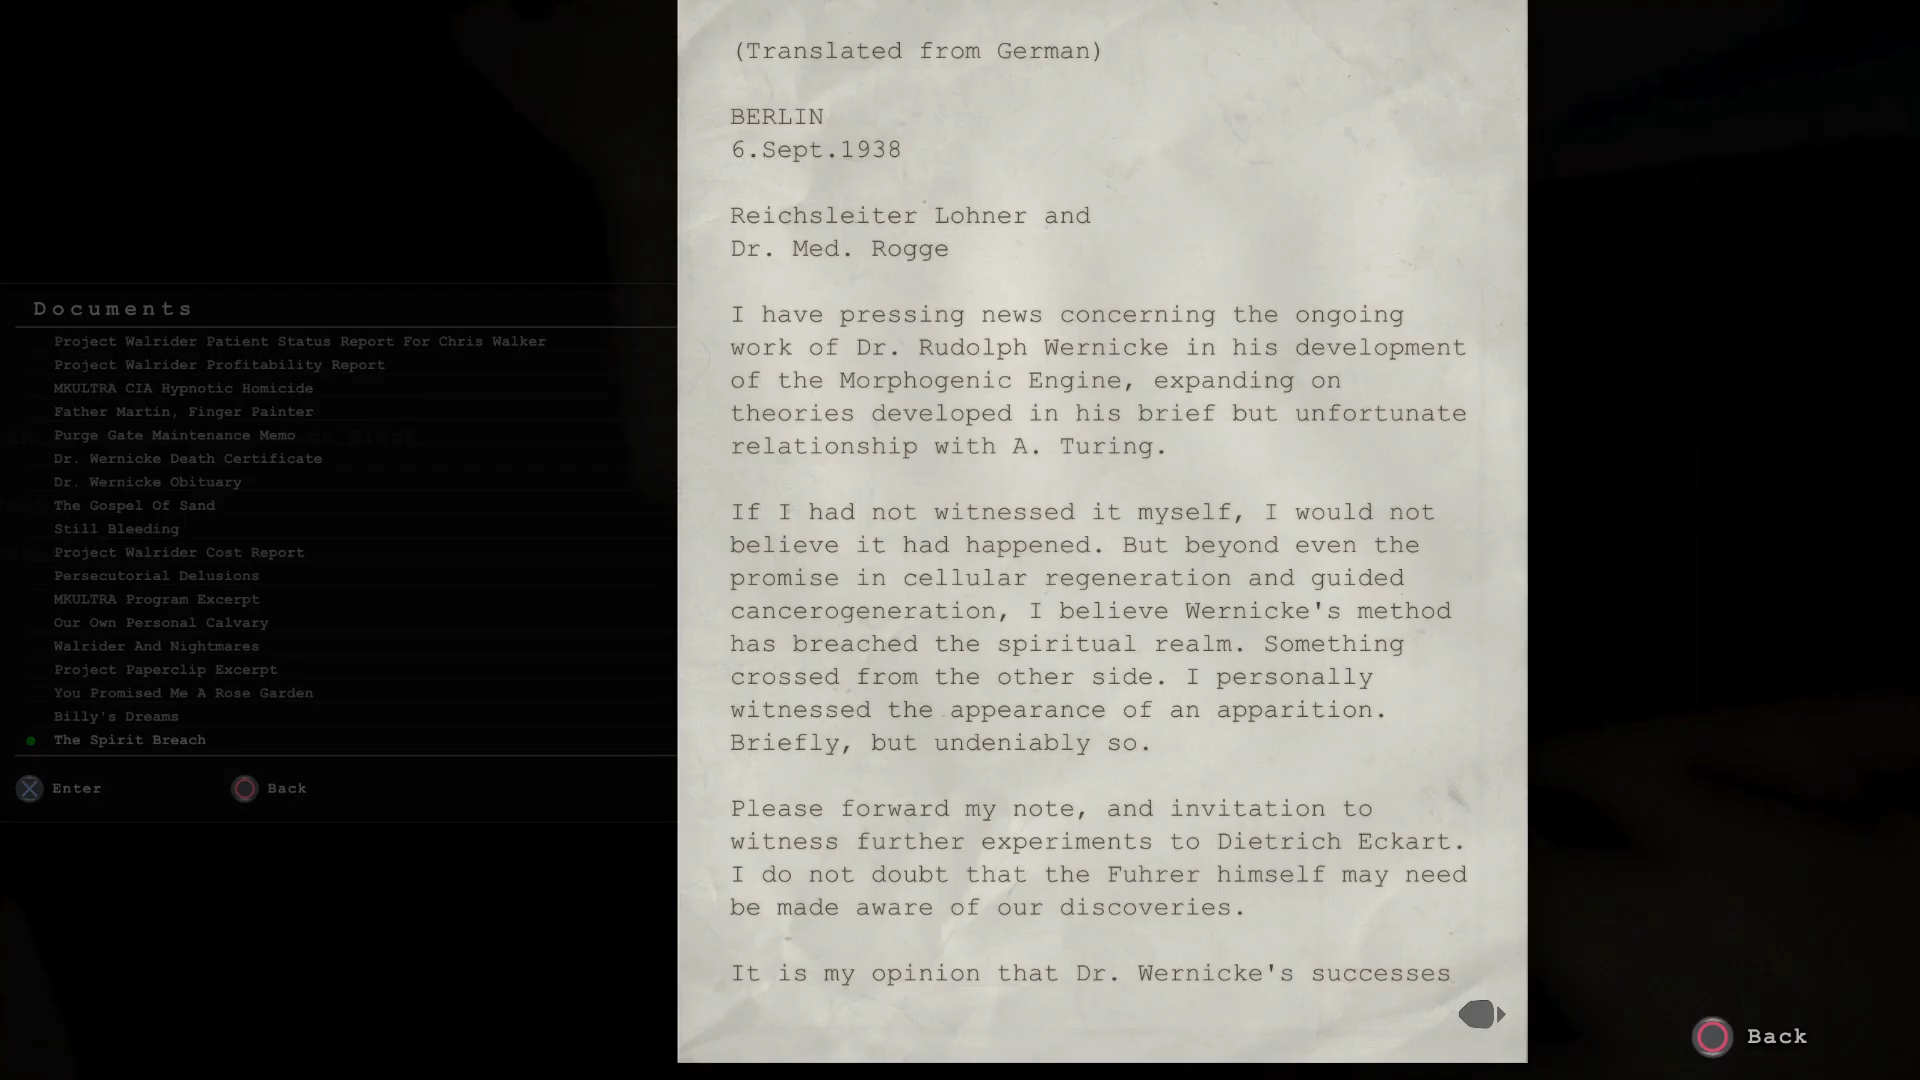 Documents
Project Walrider Patient Status Report For Chris Walker
Project Walrider Profitability Report
MKULTRA CIA Hypnotic Homicide
Father Martin, Finger Painter
Purge Gate Maintenance Memo
Dr. Wernicke Death Certificate
Dr. Wernicke Obituary
The Gospel Of Sand
Still Bleeding
Project Walrider Cost Report
Persecutorial Delusions
MKULTRA Program Excerpt
Our Own Personal Calvary
Walrider And Nightmares
Project Paperclip Excerpt
You Promised Me A Rose Garden
Billy's Dreams
The Spirit Breach
Enter
Back
(Translated from German)
BERLIN
6.Sept.1938
Reichsleiter Lohner and
Dr. Med. Rogge
I have pressing news concerning the ongoing
work of Dr. Rudolph Wernicke in his development
of the Morphogenic Engine, expanding on
theories developed in his brief but unfortunate
relationship with A. Turing.
If I had not witnessed it myself, I would not
believe it had happened. But beyond even the
promise in cellular regeneration and guided
cancerogeneration, I believe Wernicke's method
has breached the spiritual realm. Something
crossed from the other side. I personally
witnessed the appearance of an apparition.
Briefly, but undeniably so.
Please forward my note, and invitation to
witness further experiments to Dietrich Eckart.
I do not doubt that the Fuhrer himself may need
be made aware of our discoveries.
It is my opinion that Dr. Wernicke's successes
Back